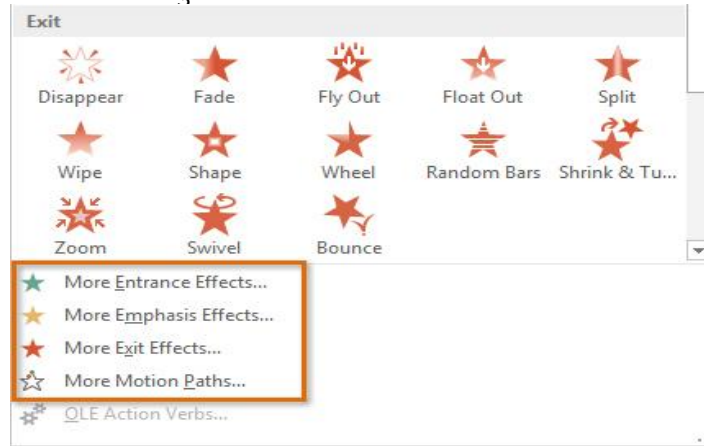 Exit
Disappear Fade Fly Out Float Out Split
Wipe Shape Wheel Random Bars Shrink & Tu...
Zoom Swivel Bounce
More Entrance Effects...
More Emphasis Effects...
More Exit Effects...
More Motion Paths...
OLE Action Verbs...